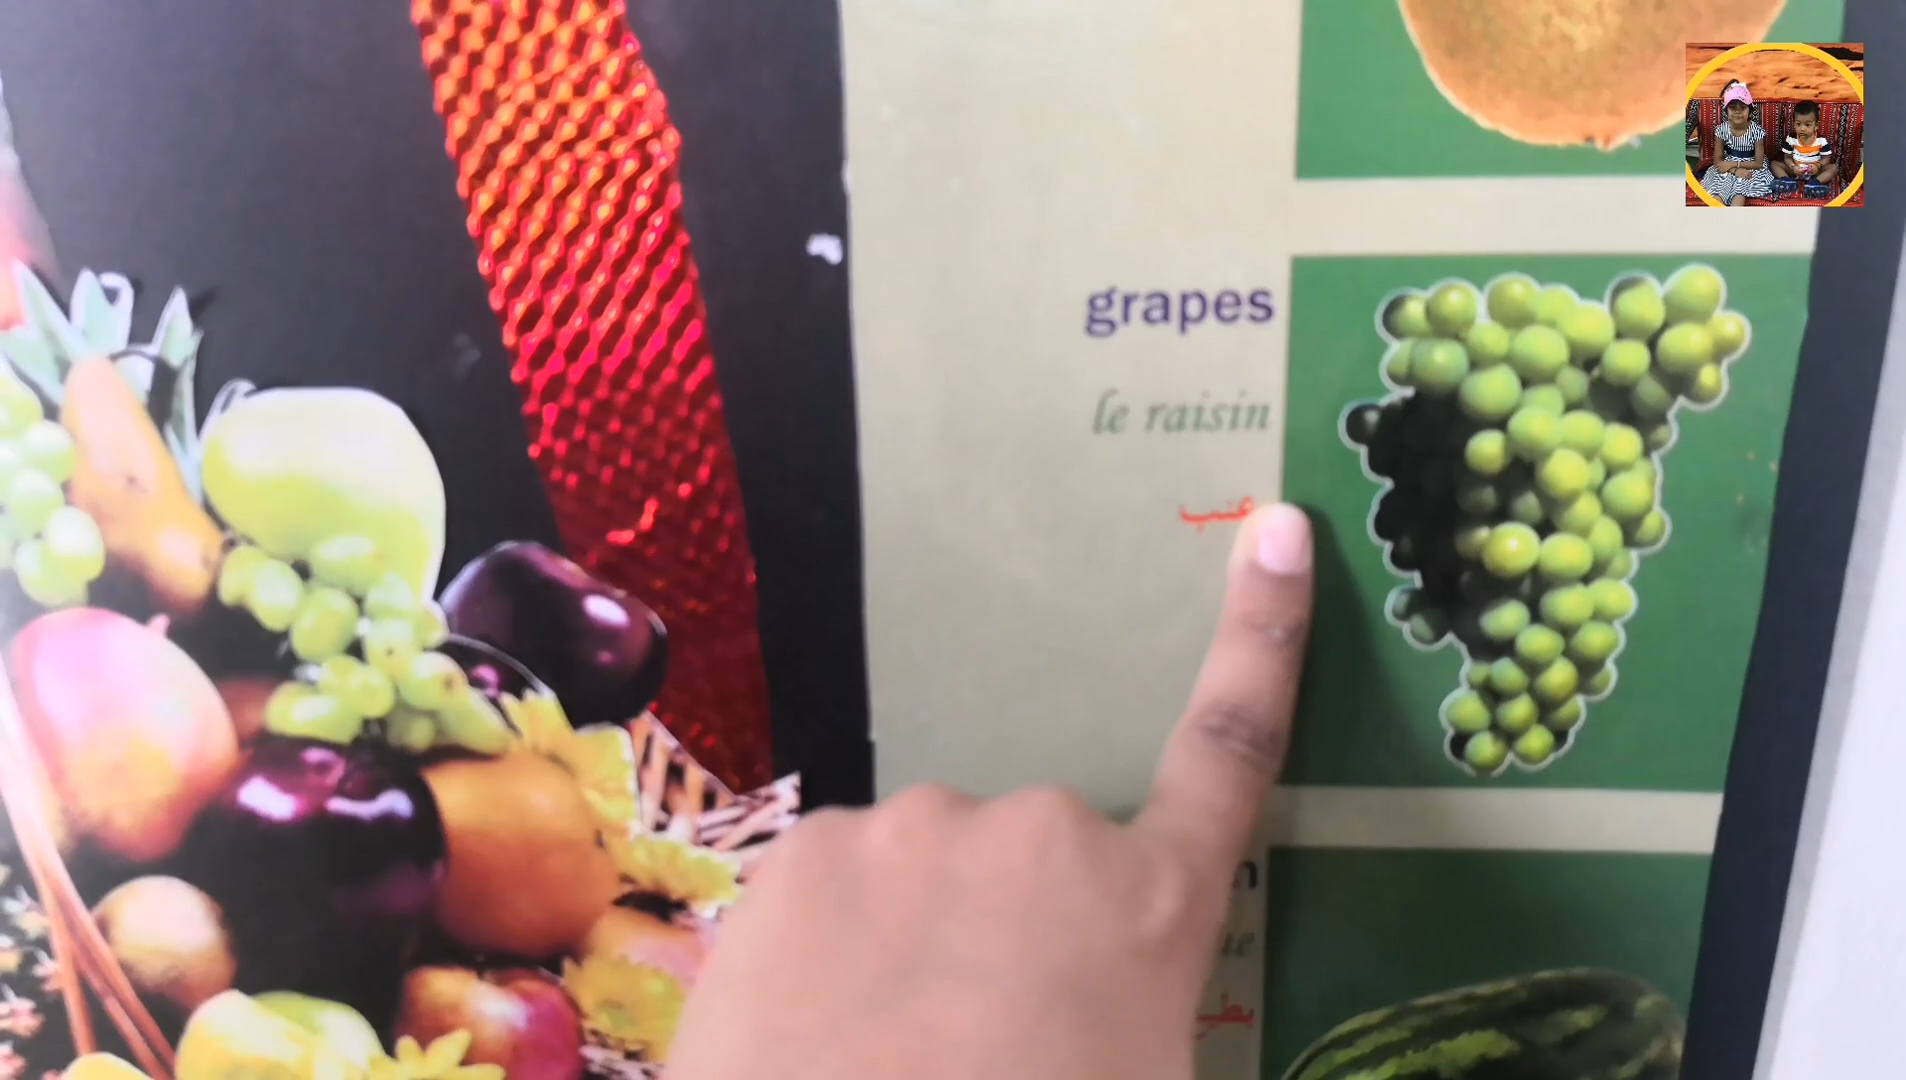 grapes
le raisin
عنب